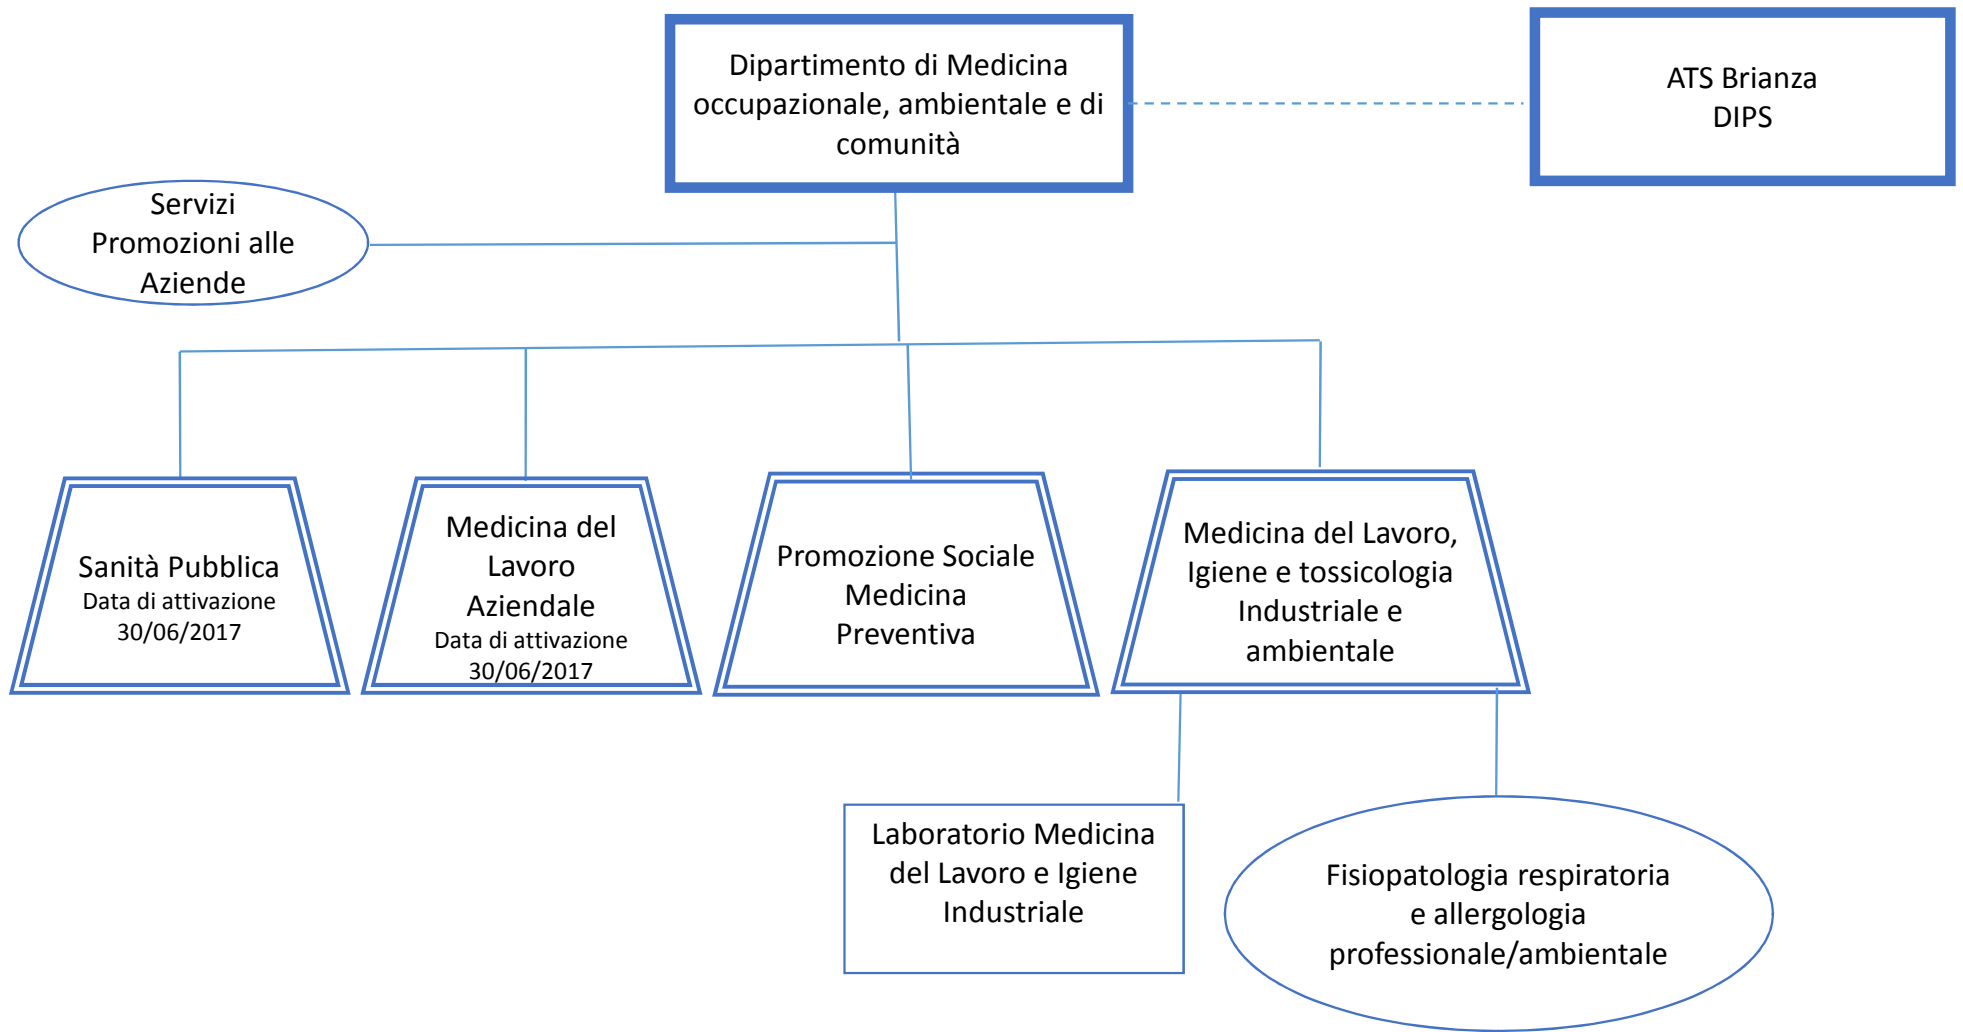 Dipartimento di Medicina
occupazionale, ambientale e di
comunità
ATS Brianza
DIPS
Servizi
Promozioni alle
Aziende
Sanità Pubblica
Data di attivazione
30/06/2017
Medicina del
Lavoro
Aziendale
Data di attivazione
30/06/2017
Promozione Sociale
Medicina
Preventiva
Medicina del Lavoro,
Igiene e tossicologia
Industriale e
ambientale
Laboratorio Medicina
del Lavoro e Igiene
Industriale
Fisiopatologia respiratoria
e allergologia
professionale/ambientale